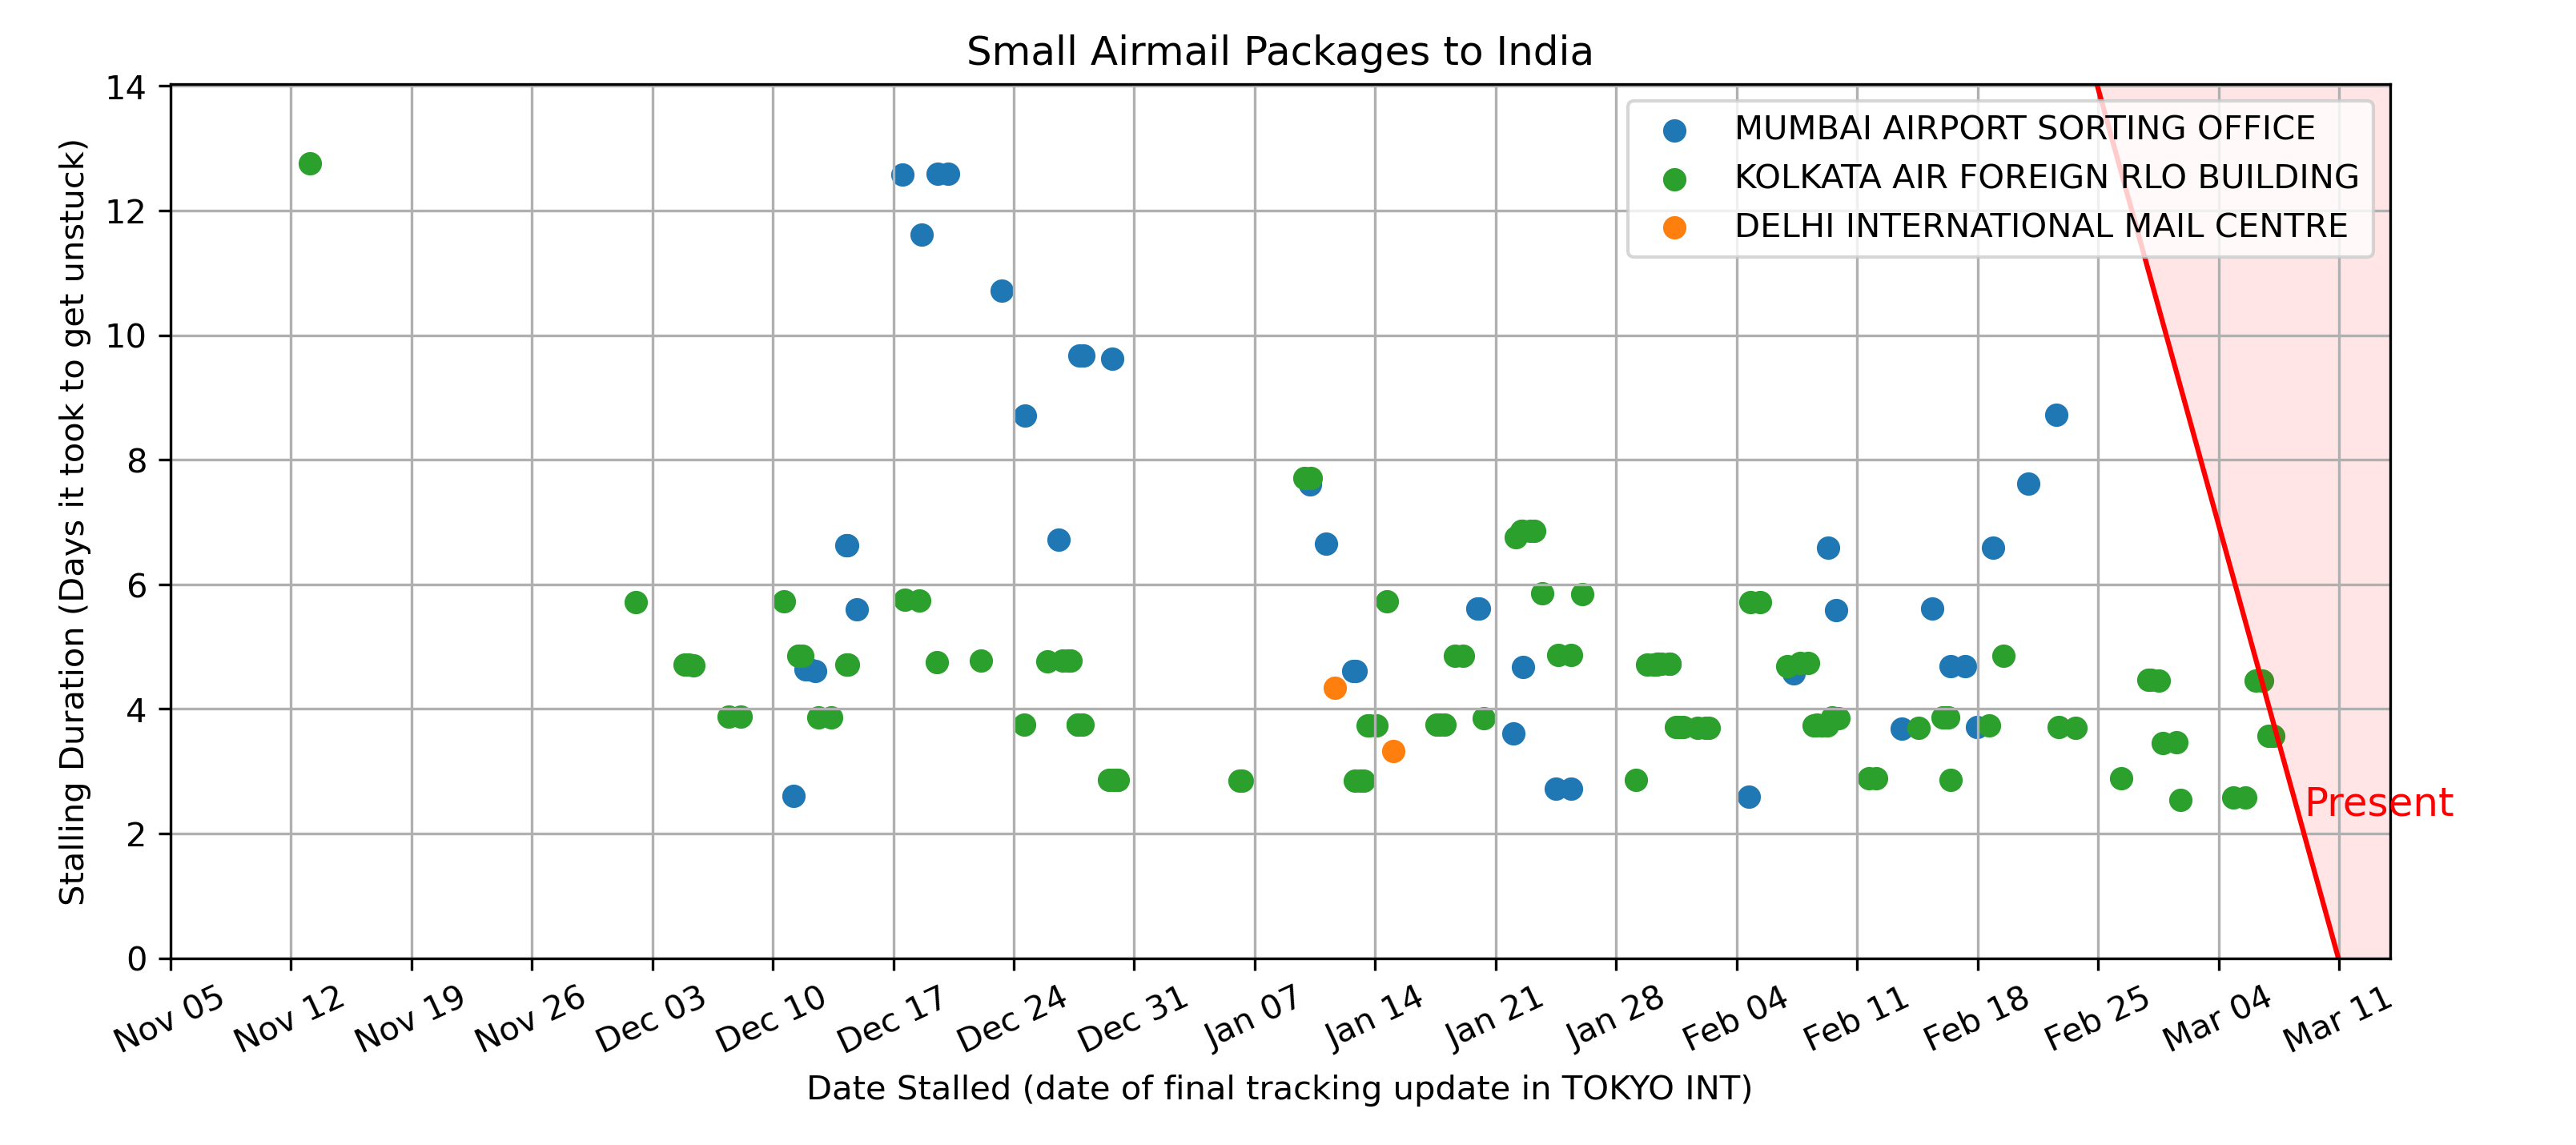 Small Airmail Packages to India
Stalling Duration (Days it took to get unstuck)
14
12
10
8
6
4
2
0
MUMBAI AIRPORT SORTING OFFICE
KOLKATA AIR FOREIGN RLO BUILDING
DELHI INTERNATIONAL MAIL CENTRE
Present
Nov 05
Nov 12
Nov 19
Nov 26
Dec 03
Dec 10
Dec 17
Dec 24
Dec 31
Jan 07
Jan 14
Jan 21
Jan 28
Feb 04
Feb 11
Feb 18
Feb 25
Mar 04
Mar 11
Date Stalled (date of final tracking update in TOKYO INT)